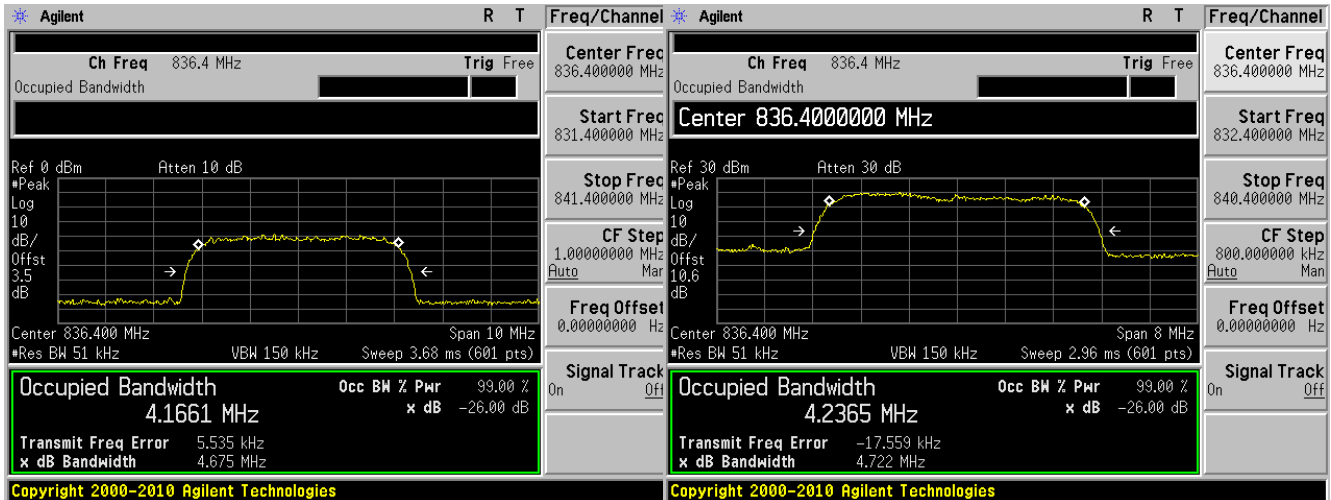 Agilent R T Freq/Channel
Ch Freq 836.4 MHz Trig Free
Occupied Bandwidth
Center Freq
836.400000 MHz
Start Freq
831.400000 MHz
Stop Freq
841.400000 MHz
CF Step
1.00000000 MHz
Auto Man
Freq Offset
0.00000000 Hz
Signal Track
On Off
Ref 0 dBm Atten 10 dB
#Peak
Log
10
dB/
Offst
3.5
dB
Center 836.400 MHz Span 10 MHz
#Res BW 51 kHz VBW 150 kHz Sweep 3.68 ms (601 pts)
Occupied Bandwidth Occ BW % Pwr 99.00 %
4.1661 MHz x dB -26.00 dB
Transmit Freq Error 5.535 kHz
x dB Bandwidth 4.675 MHz
Copyright 2000-2010 Agilent Technologies
Agilent R T Freq/Channel
Ch Freq 836.4 MHz Trig Free
Occupied Bandwidth
Center 836.4000000 MHz
Center Freq
836.400000 MHz
Start Freq
832.400000 MHz
Stop Freq
840.400000 MHz
CF Step
800.000000 kHz
Auto Man
Freq Offset
0.00000000 Hz
Signal Track
On Off
Ref 30 dBm Atten 30 dB
#Peak
Log
10
dB/
Offst
10.6
dB
Center 836.400 MHz Span 8 MHz
#Res BW 51 kHz VBW 150 kHz Sweep 2.96 ms (601 pts)
Occupied Bandwidth Occ BW % Pwr 99.00 %
4.2365 MHz x dB -26.00 dB
Transmit Freq Error -17.559 kHz
x dB Bandwidth 4.722 MHz
Copyright 2000-2010 Agilent Technologies